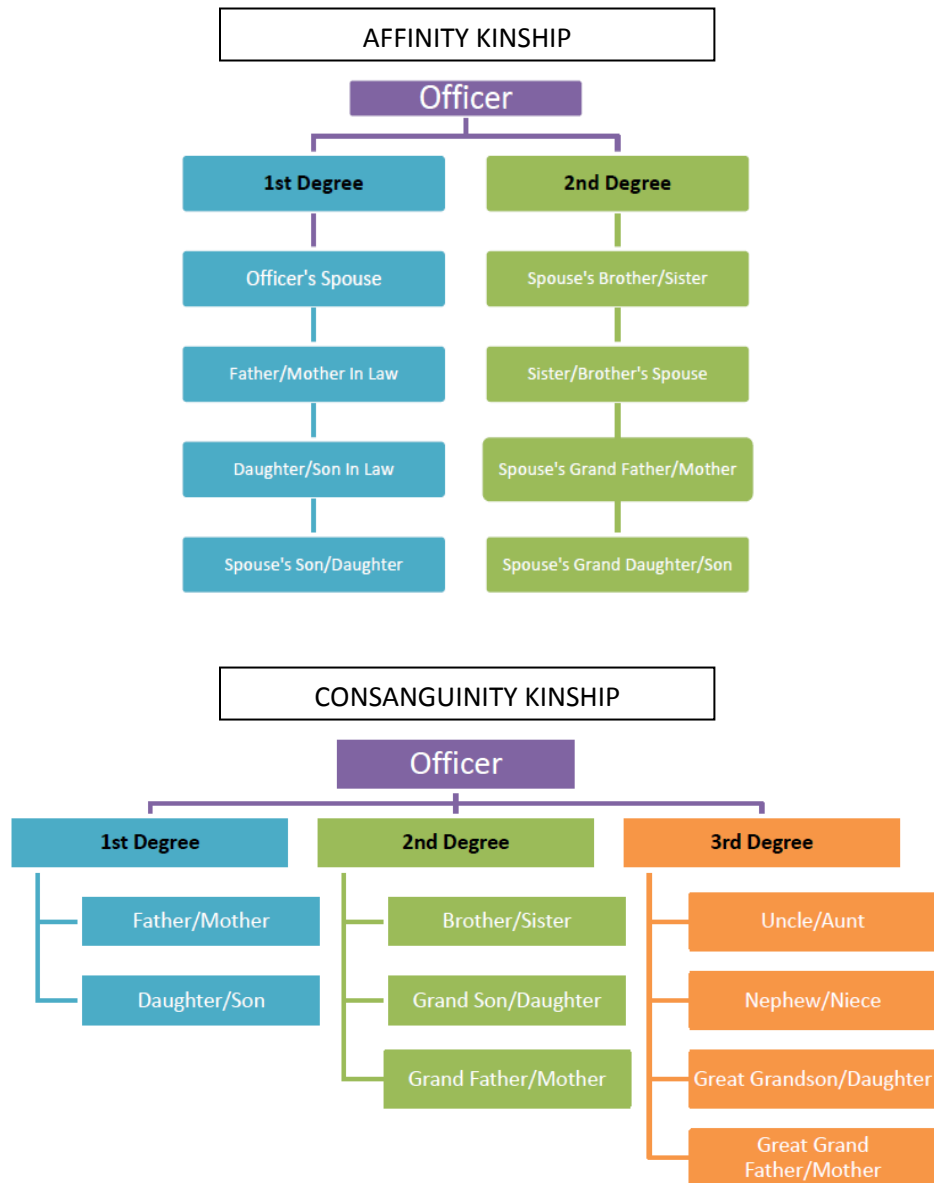 AFFINITY KINSHIP
Officer
1st Degree
2nd Degree
Officer's Spouse
Spouse's Brother/Sister
Father/Mother In Law
Sister/Brother's Spouse
Daughter/Son In Law
Spouse's Grand Father/Mother
Spouse's Son/Daughter
Spouse's Grand Daughter/Son
CONSANGUINITY KINSHIP
Officer
1st Degree
2nd Degree
3rd Degree
Father/Mother
Brother/Sister
Uncle/Aunt
Daughter/Son
Grand Son/Daughter
Nephew/Niece
Grand Father/Mother
Great Grandson/Daughter
Great Grand
Father/Mother